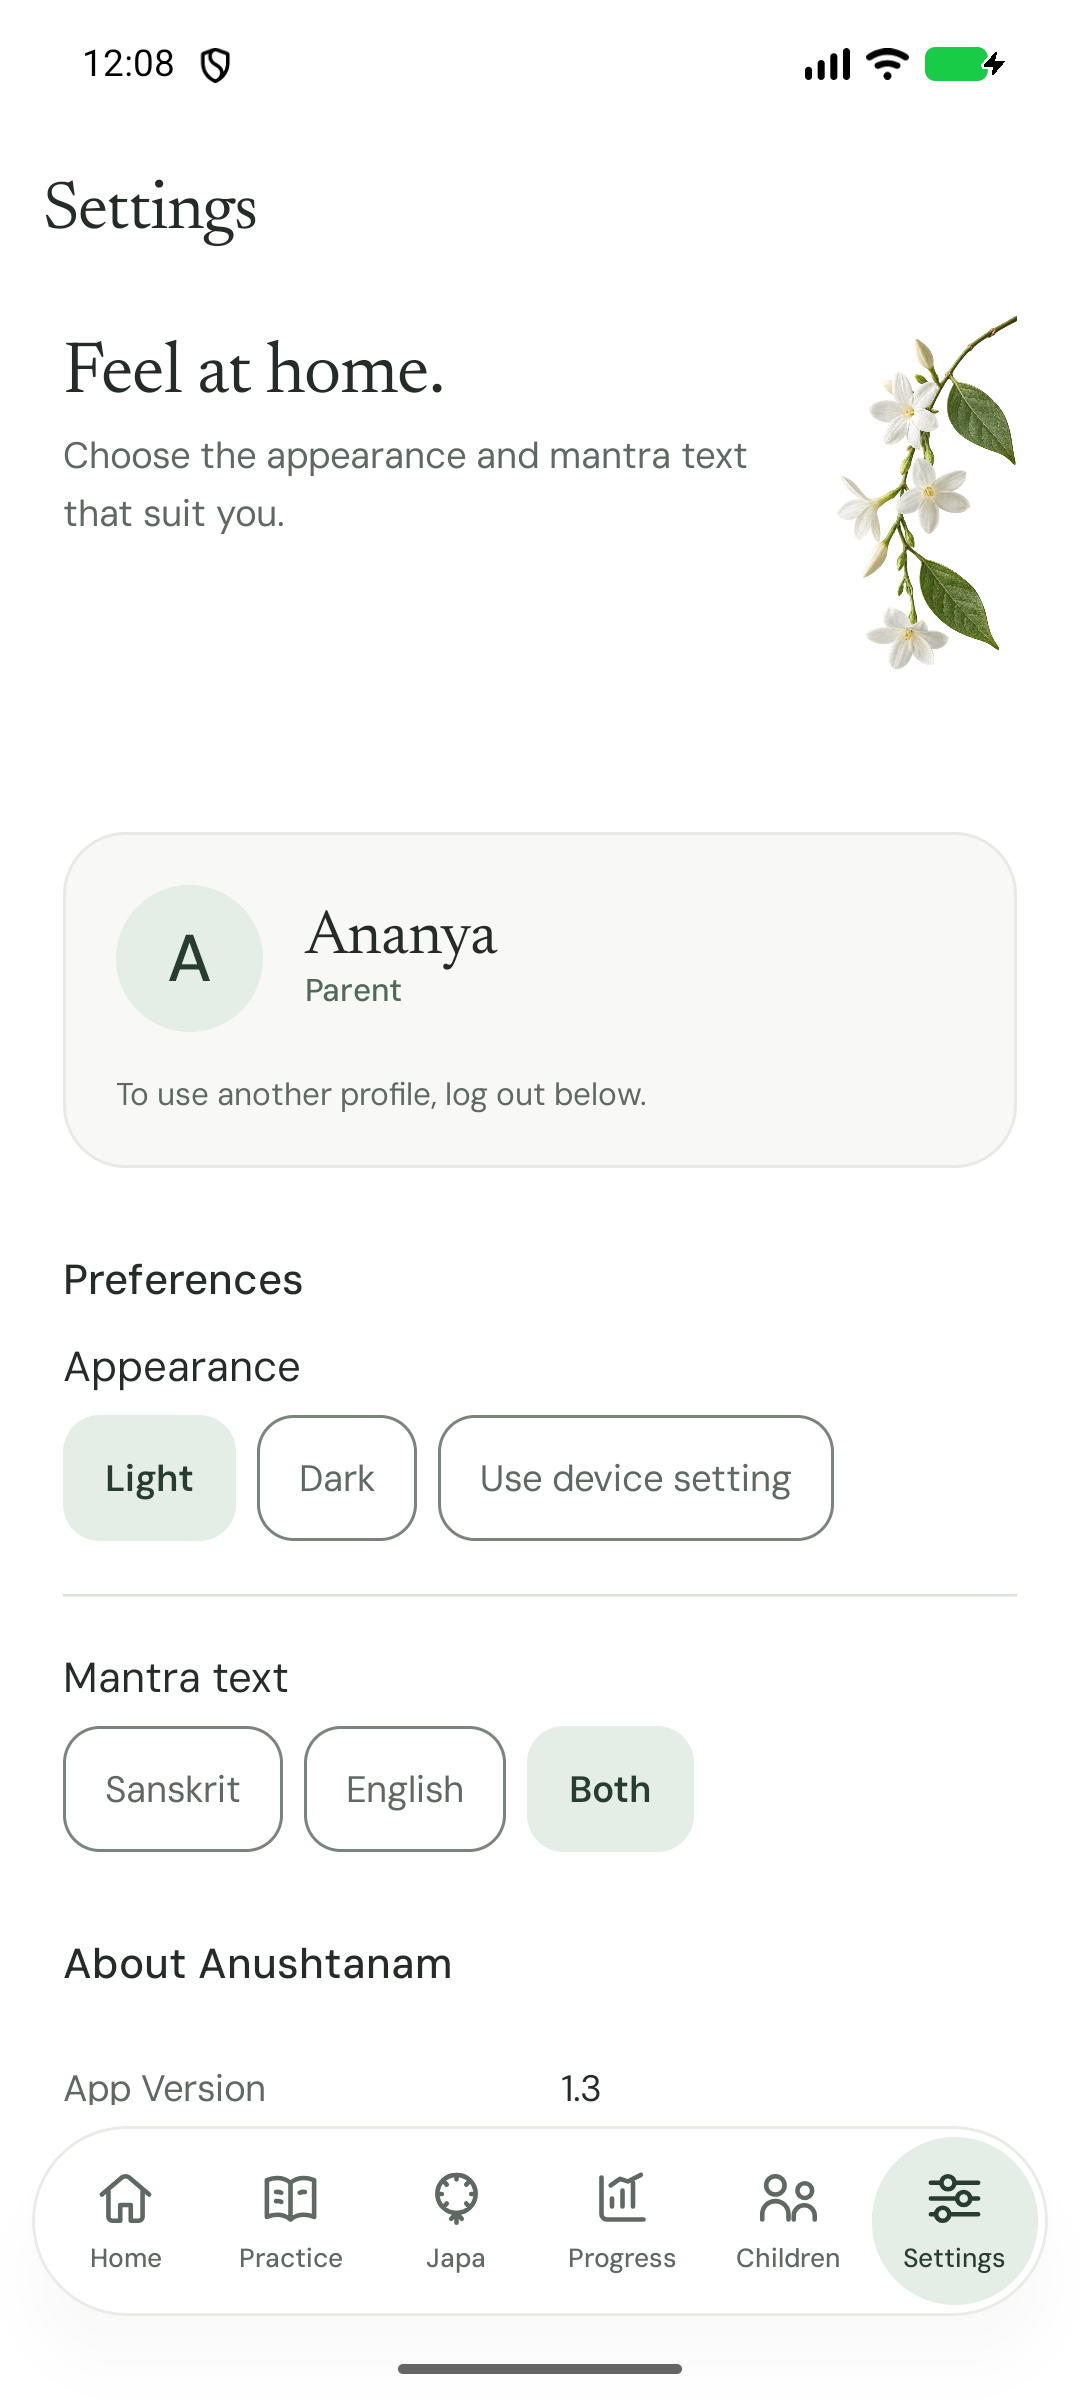 12:08
Settings
Feel at home.
Choose the appearance and mantra text
that suit you.
A
Ananya
Parent
To use another profile, log out below.
Preferences
Appearance
Light
Dark
Use device setting
Mantra text
Sanskrit
English
Both
About Anushtanam
App Version
1.3
Home
Practice
Japa
Progress
Children
Settings